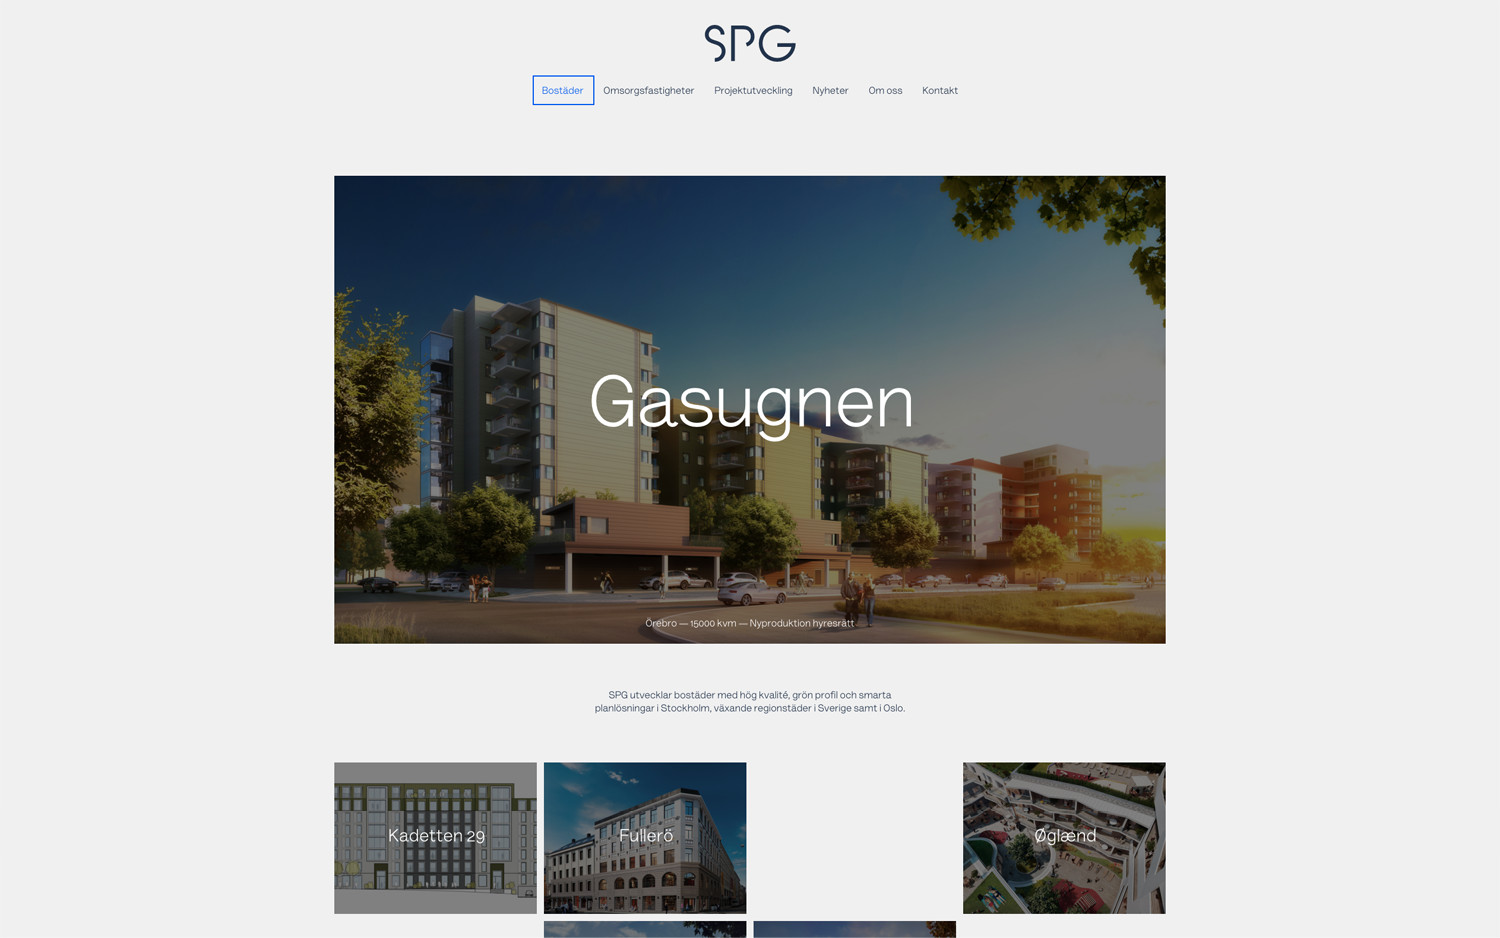 SPG
Bostäder Omsorgsfastigheter Projektutveckling Nyheter Om oss Kontakt
Gasugnen
Örebro — 15000 kvm — Nyproduktion hyresrätt
SPG utvecklar bostäder med hög kvalité, grön profil och smarta
planlösningar i Stockholm, växande regionstäder i Sverige samt i Oslo.
Kadetten 29
Fullerö
Øglænd